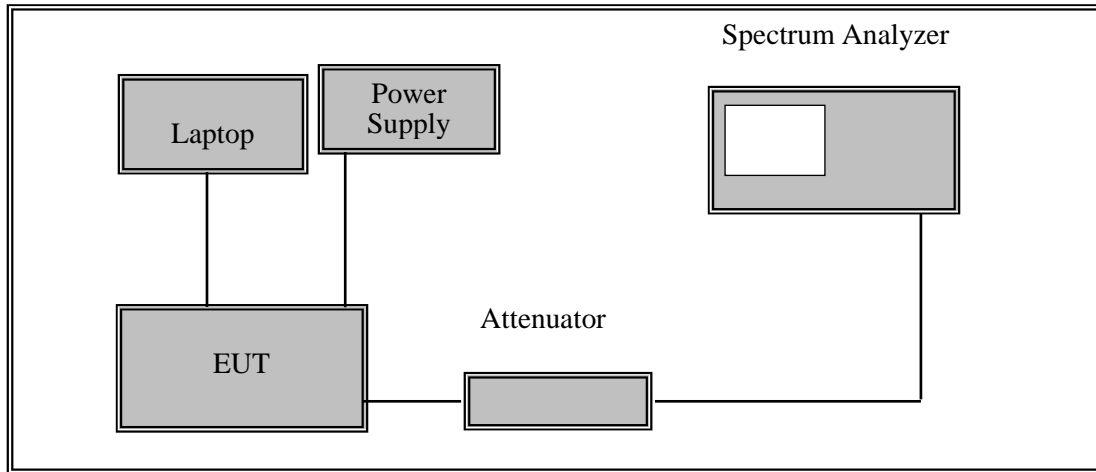 Spectrum Analyzer
Laptop
Power
Supply
Attenuator
EUT